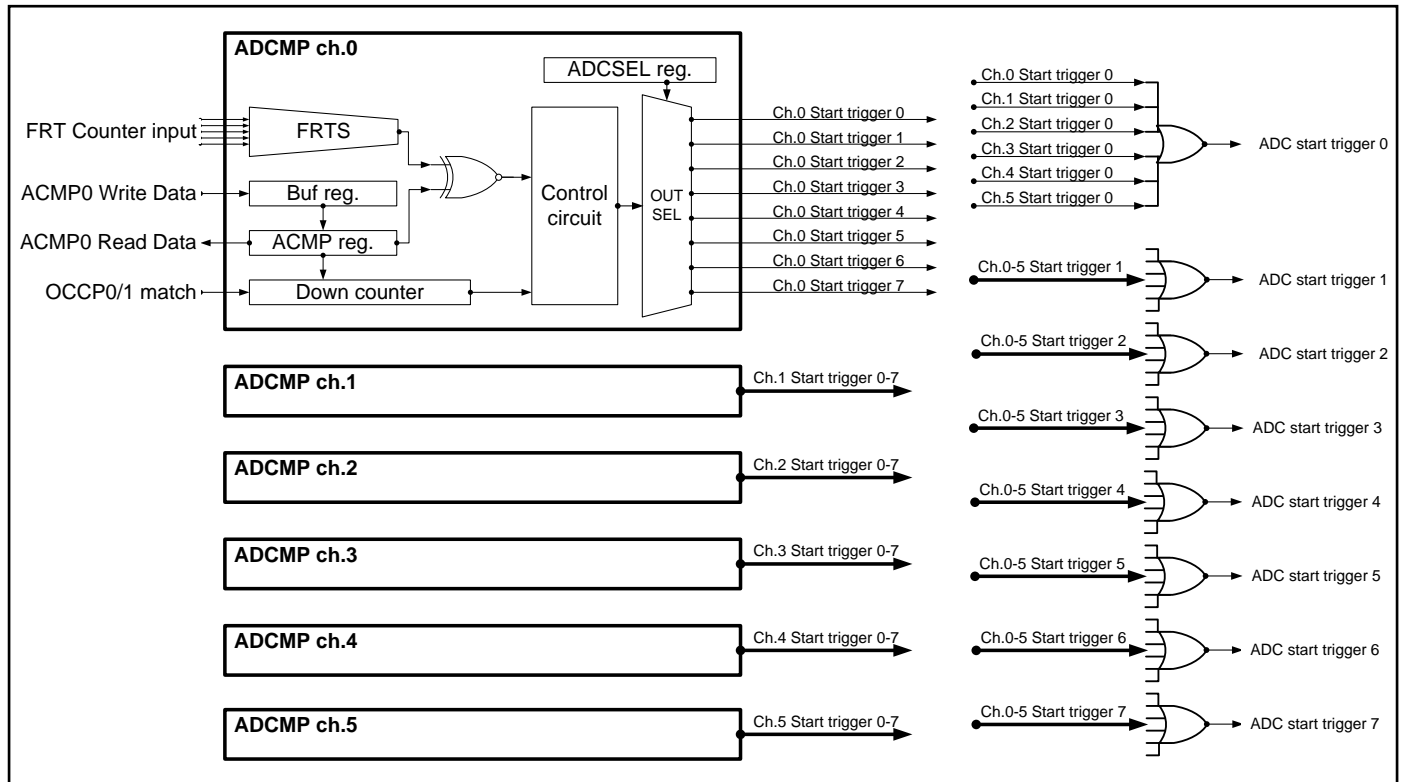 ADCMP ch.0
ADCSEL reg.
FRT Counter input
FRTS
ACMP0 Write Data
Buf reg.
ACMP0 Read Data
ACMP reg.
OCCP0/1 match
Down counter
Control
circuit
OUT
SEL
Ch.0 Start trigger 0
Ch.0 Start trigger 1
Ch.0 Start trigger 2
Ch.0 Start trigger 3
Ch.0 Start trigger 4
Ch.0 Start trigger 5
Ch.0 Start trigger 6
Ch.0 Start trigger 7
ADCMP ch.1
Ch.1 Start trigger 0-7
ADCMP ch.2
Ch.2 Start trigger 0-7
ADCMP ch.3
Ch.3 Start trigger 0-7
ADCMP ch.4
Ch.4 Start trigger 0-7
ADCMP ch.5
Ch.5 Start trigger 0-7
Ch.0 Start trigger 0
Ch.1 Start trigger 0
Ch.2 Start trigger 0
Ch.3 Start trigger 0
Ch.4 Start trigger 0
Ch.5 Start trigger 0
ADC start trigger 0
Ch.0-5 Start trigger 1
ADC start trigger 1
Ch.0-5 Start trigger 2
ADC start trigger 2
Ch.0-5 Start trigger 3
ADC start trigger 3
Ch.0-5 Start trigger 4
ADC start trigger 4
Ch.0-5 Start trigger 5
ADC start trigger 5
Ch.0-5 Start trigger 6
ADC start trigger 6
Ch.0-5 Start trigger 7
ADC start trigger 7